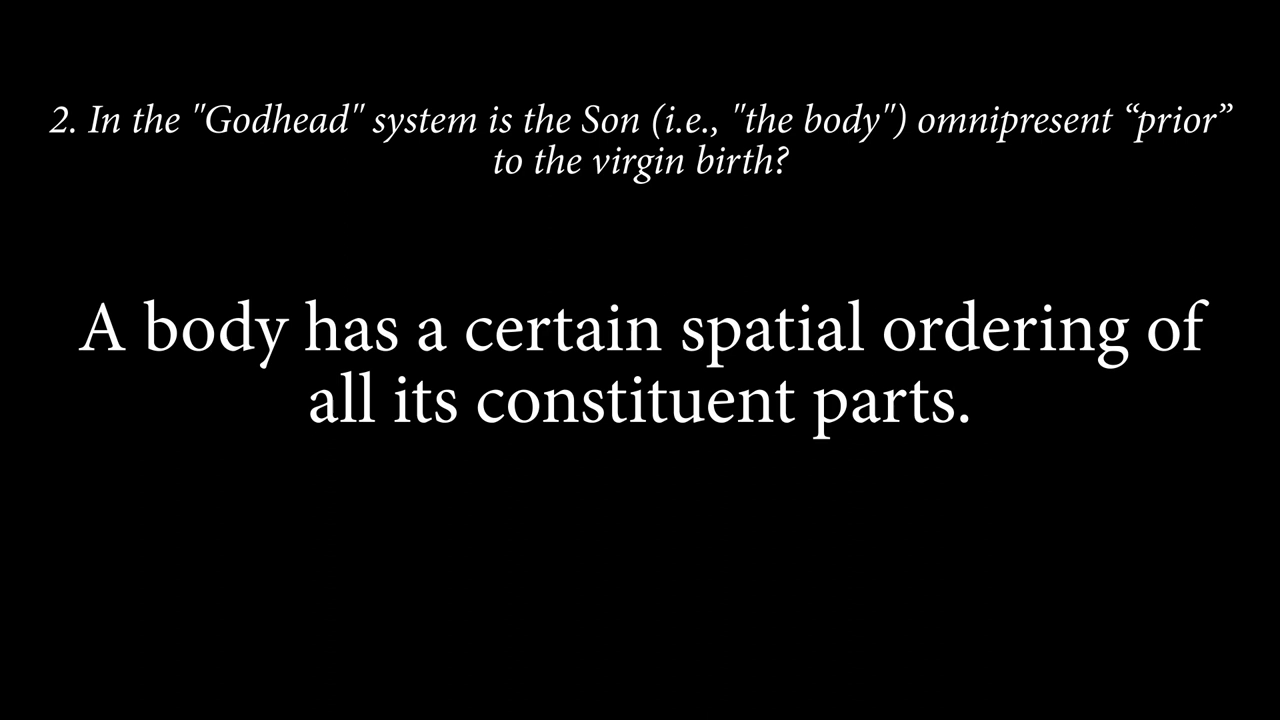 2. In the "Godhead" system is the Son (i.e., "the body") omnipresent “prior”
to the virgin birth?
A body has a certain spatial ordering of
all its constituent parts.